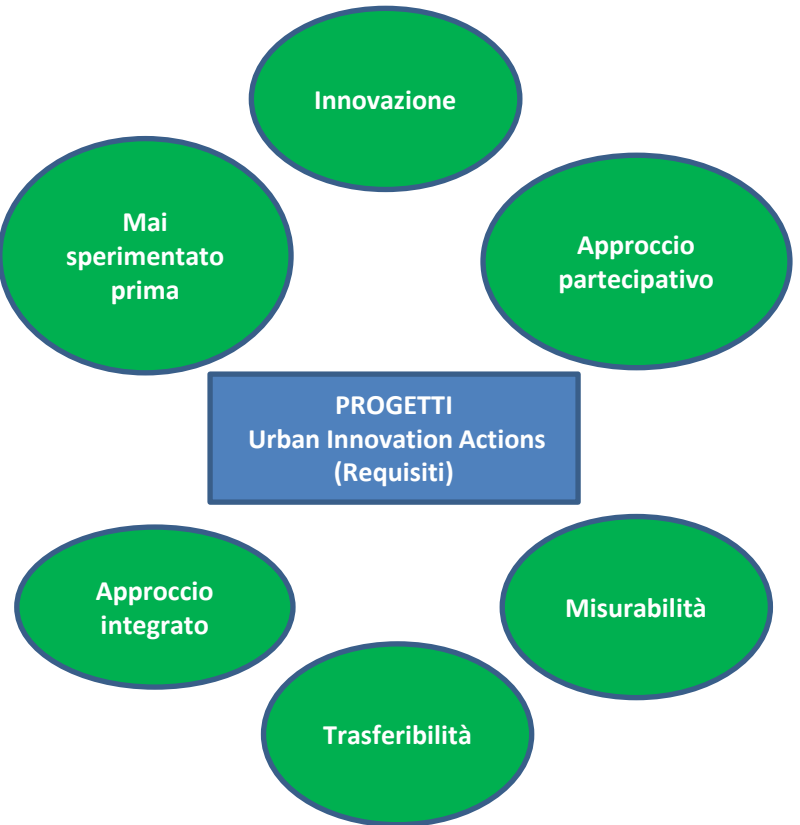 Innovazione
Mai
sperimentato
prima
Approccio
partecipativo
PROGETTI
Urban Innovation Actions
(Requisiti)
Approccio
integrato
Misurabilità
Trasferibilità